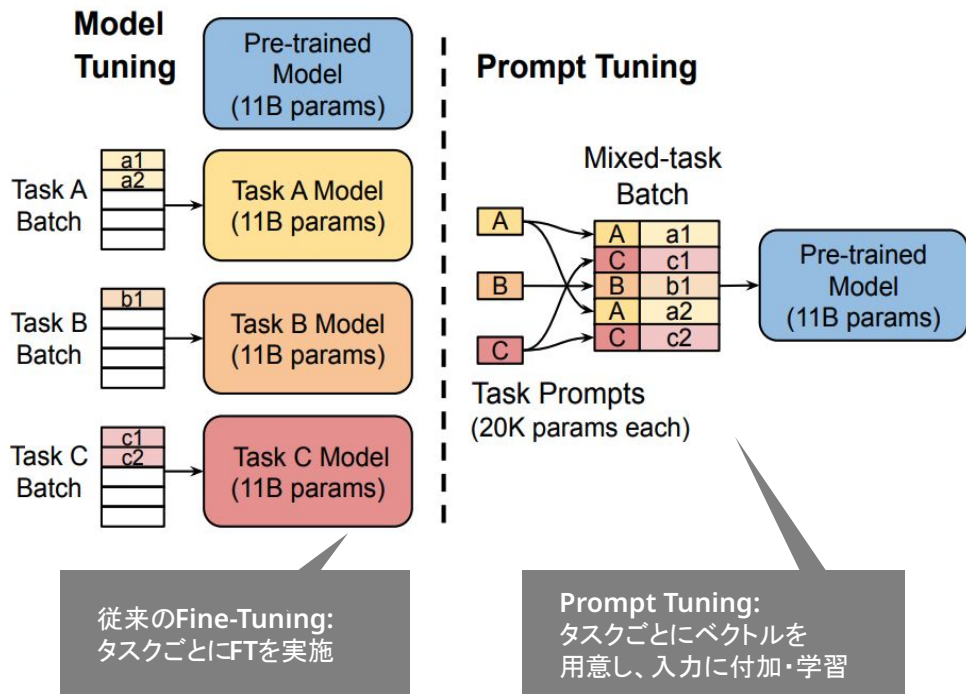 Model
Tuning
Pre-trained
Model
(11B params)
Task A
Batch
a1
a2
Task A Model
(11B params)
Task B
Batch
b1
Task B Model
(11B params)
Task C
Batch
c1
c2
Task C Model
(11B params)
従来のFine-Tuning:
タスクごとにFTを実施
Prompt Tuning
Mixed-task
Batch
A
B
C
A a1
C c1
B b1
A a2
C c2
Pre-trained
Model
(11B params)
Task Prompts
(20K params each)
Prompt Tuning:
タスクごとにベクトルを
用意し、入力に付加・学習